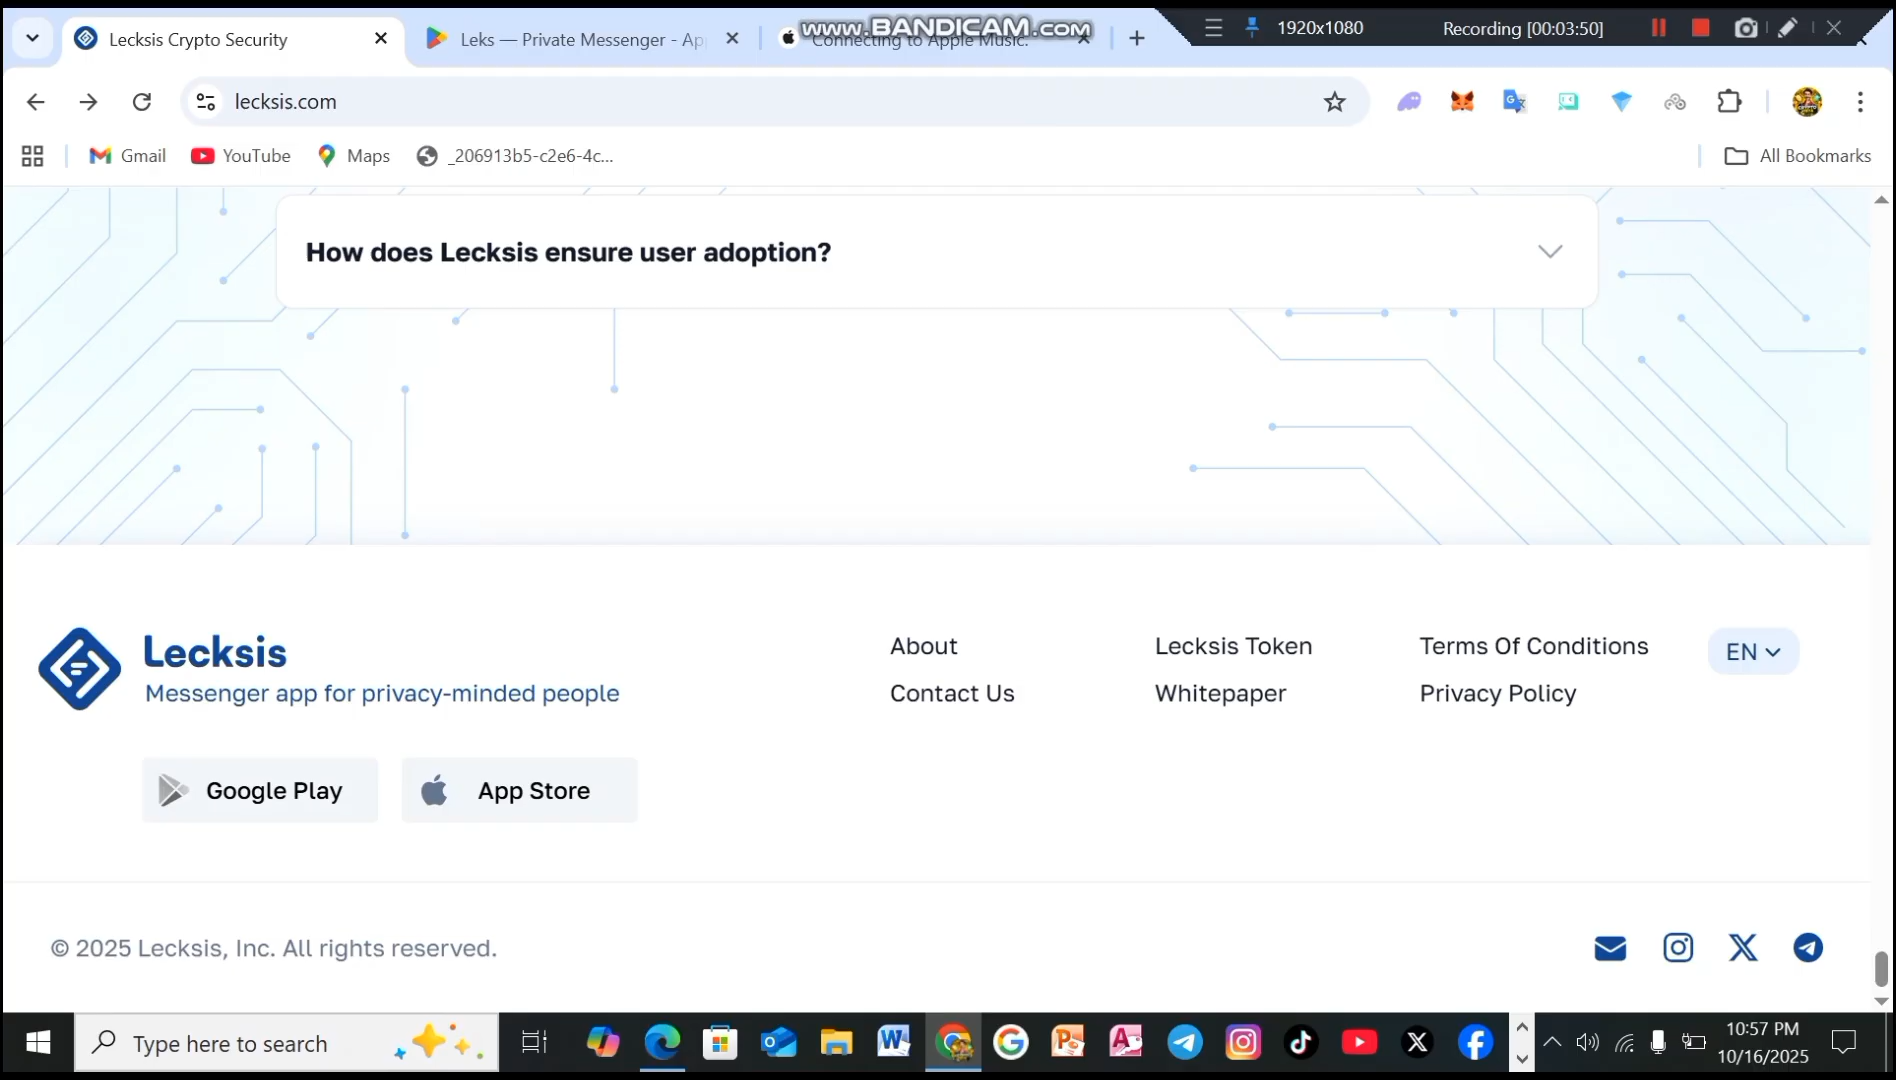 Lecksis Crypto Security
Leks — Private Messenger - Ap
Connecting to Apple Music.
www.BANDICAM.com
1920x1080
Recording [00:03:50]
lecksis.com
Gmail
YouTube
Maps
_206913b5-c2e6-4c...
All Bookmarks
How does Lecksis ensure user adoption?
Lecksis
Messenger app for privacy-minded people
About
Lecksis Token
Terms Of Conditions
EN
Contact Us
Whitepaper
Privacy Policy
Google Play
App Store
© 2025 Lecksis, Inc. All rights reserved.
Type here to search
10:57 PM
10/16/2025